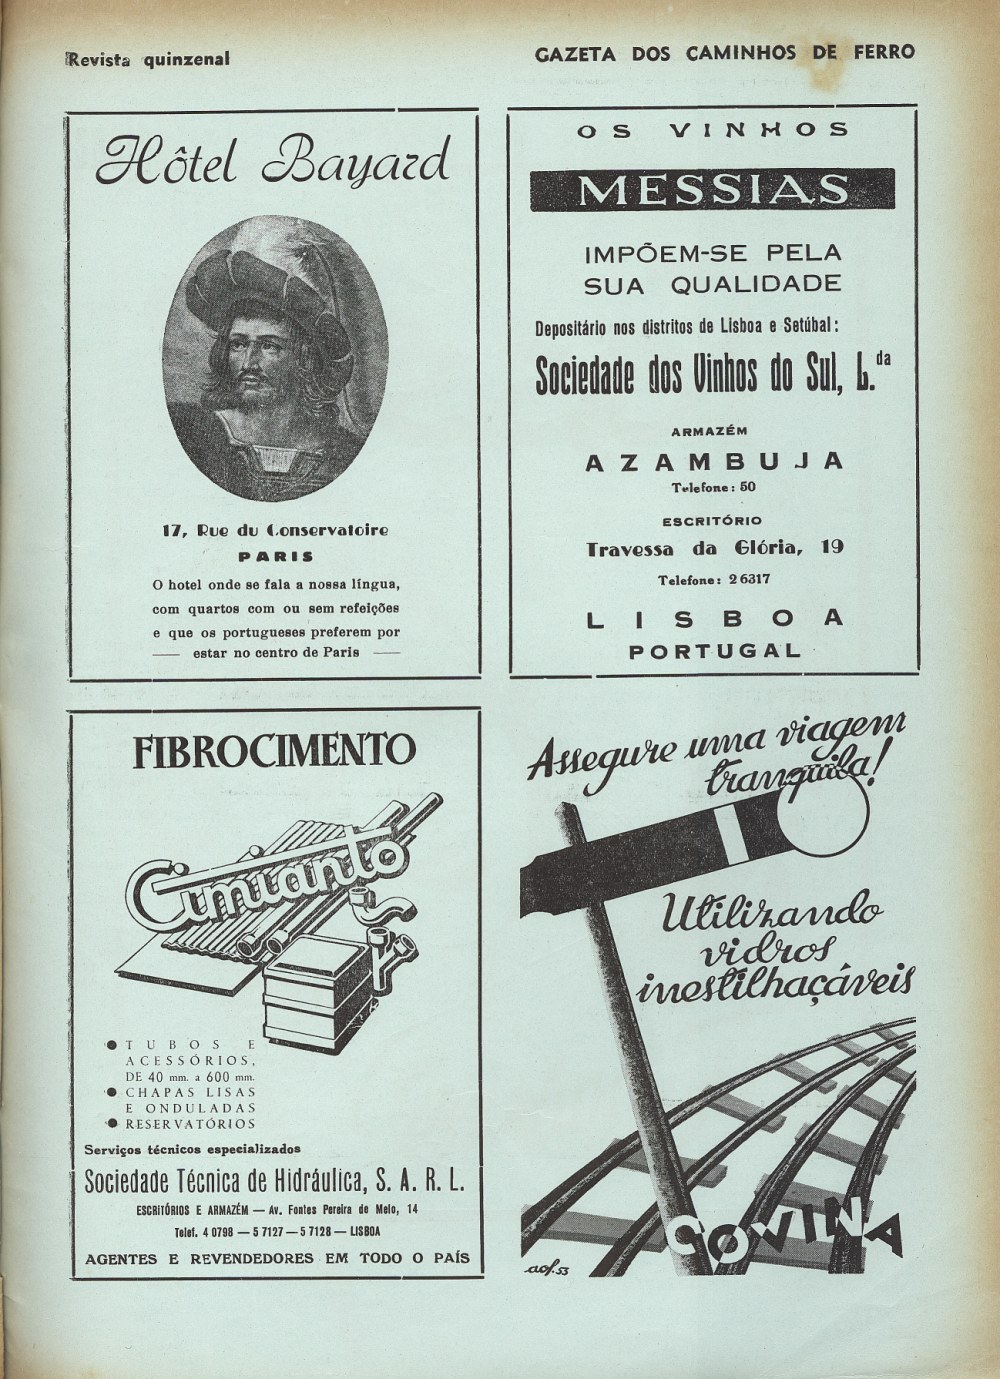 Revista quinzenal
GAZETA DOS CAMINHOS DE FERRO
Hôtel Bayard
17, Rue du Conservatoire
PARIS
O hotel onde se fala a nossa língua,
com quartos com ou sem refeições
e que os portugueses preferem por
estar no centro de Paris
OS VINHOS
MESSIAS
IMPÕEM-SE PELA
SUA QUALIDADE
Depositário nos distritos de Lisboa e Setúbal:
Sociedade dos Vinhos do Sul, L.da
ARMAZÉM
AZAMBUJA
Telefone: 50
ESCRITÓRIO
Travessa da Glória, 19
Telefone: 26317
LISBOA
PORTUGAL
FIBROCIMENTO
Cimianto
TUBOS E
ACESSÓRIOS,
DE 40 mm. a 600 mm.
CHAPAS LISAS
E ONDULADAS
RESERVATÓRIOS
Serviços técnicos especializados
Sociedade Técnica de Hidráulica, S. A. R. L.
ESCRITÓRIOS E ARMAZÉM — Av. Fontes Pereira de Melo, 14
Telef. 4 0798 — 5 7127 — 5 7128 — LISBOA
AGENTES E REVENDEDORES EM TODO O PAÍS
Assegure uma viagem
tranquila!
Utilizando
vidros
inestilhaçáveis
COVINA
aof. 53